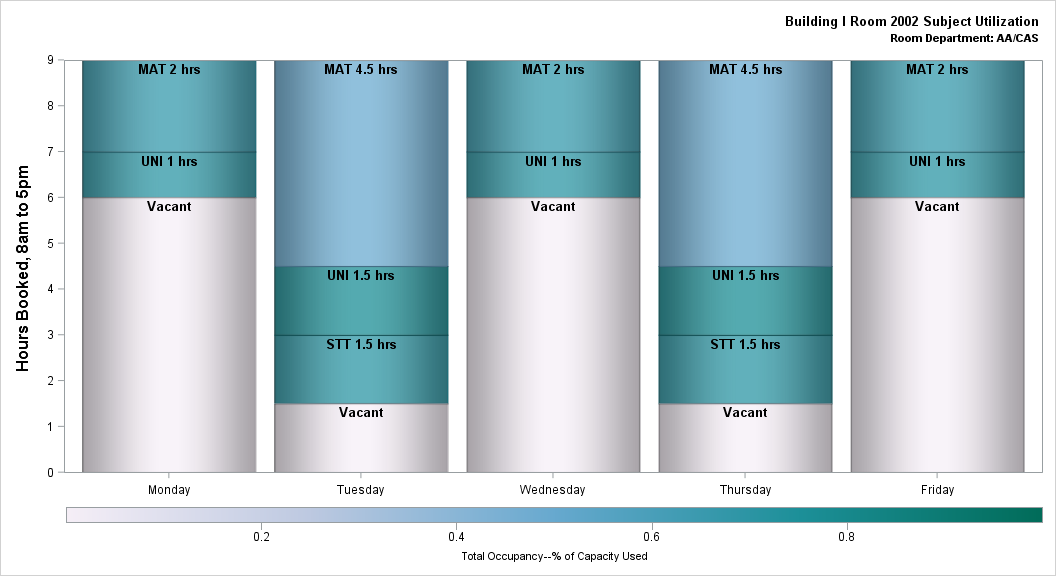 Building I Room 2002 Subject Utilization
Room Department: AA/CAS
Hours Booked, 8am to 5pm
9
8
7
6
5
4
3
2
1
0
MAT 2 hrs
UNI 1 hrs
Vacant
MAT 4.5 hrs
UNI 1.5 hrs
STT 1.5 hrs
Vacant
MAT 2 hrs
UNI 1 hrs
Vacant
MAT 4.5 hrs
UNI 1.5 hrs
STT 1.5 hrs
Vacant
MAT 2 hrs
UNI 1 hrs
Vacant
Monday Tuesday Wednesday Thursday Friday
0.2 0.4 0.6 0.8
Total Occupancy--% of Capacity Used